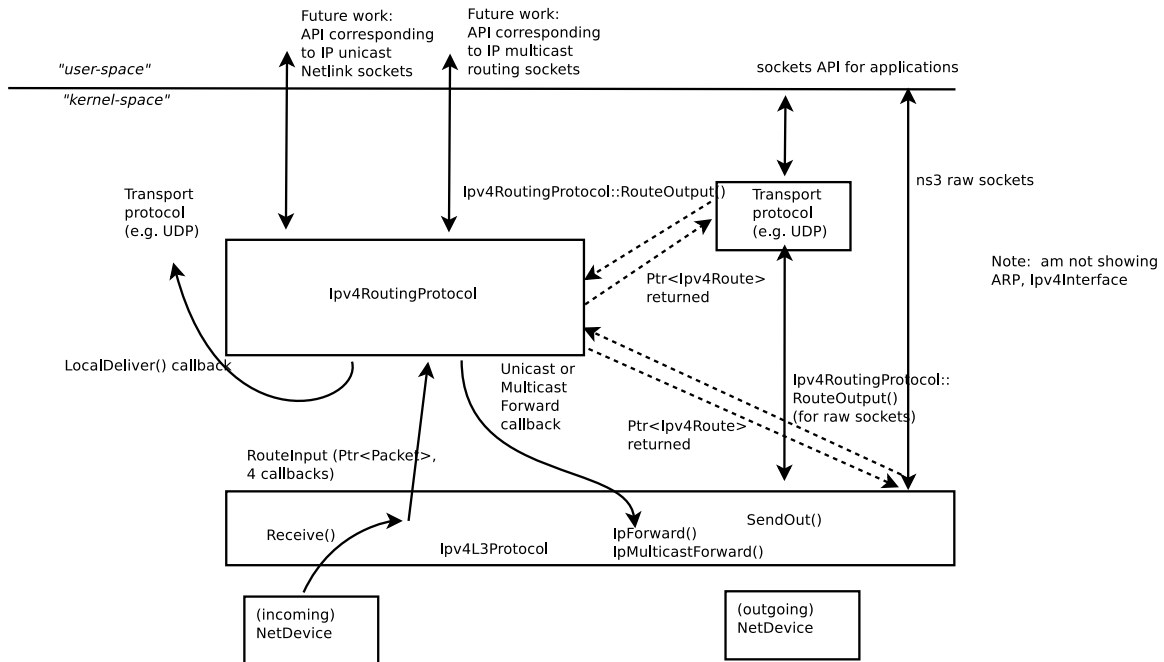 Future work:
API corresponding
to IP unicast
Netlink sockets
Future work:
API corresponding
to IP multicast
routing sockets
"user-space"
sockets API for applications
"kernel-space"
Transport
protocol
(e.g. UDP)
Ipv4RoutingProtocol::RouteOutput()
Transport
protocol
(e.g. UDP)
ns3 raw sockets
Note:  am not showing
ARP, Ipv4Interface
Ipv4RoutingProtocol
Ptr<Ipv4Route>
returned
LocalDeliver() callback
Unicast or
Multicast
Forward
callback
Ipv4RoutingProtocol::
RouteOutput()
(for raw sockets)
Ptr<Ipv4Route>
returned
RouteInput (Ptr<Packet>,
4 callbacks)
Receive()
Ipv4L3Protocol
IpForward()
IpMulticastForward()
SendOut()
(incoming)
NetDevice
(outgoing)
NetDevice